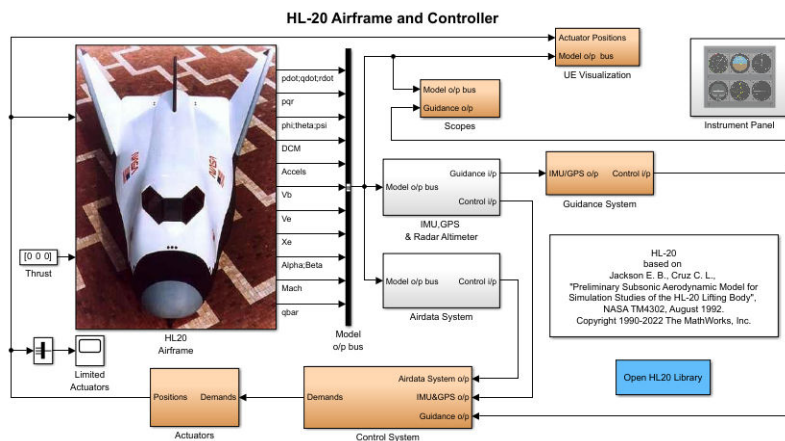 HL-20 Airframe and Controller
Actuator Positions
Model o/p bus
UE Visualization
Model o/p bus
Guidance o/p
Scopes
Instrument Panel
pdot;qdot;rdot
pqr
phi;theta;psi
DCM
Accels
Vb
Ve
Xe
Alpha;Beta
Mach
qbar
Model
o/p bus
HL20
Airframe
[0 0 0]
Thrust
Model o/p bus
Guidance i/p
Control i/p
IMU,GPS
& Radar Altimeter
IMU/GPS o/p
Control i/p
Guidance System
Model o/p bus
Control i/p
Airdata System
HL-20
based on
Jackson E. B., Cruz C. L.,
"Preliminary Subsonic Aerodynamic Model for
Simulation Studies of the HL-20 Lifting Body",
NASA TM4302, August 1992.
Copyright 1990-2022 The MathWorks, Inc.
Open HL20 Library
Limited
Actuators
Positions
Demands
Actuators
Demands
Airdata System o/p
IMU&GPS o/p
Guidance o/p
Control System